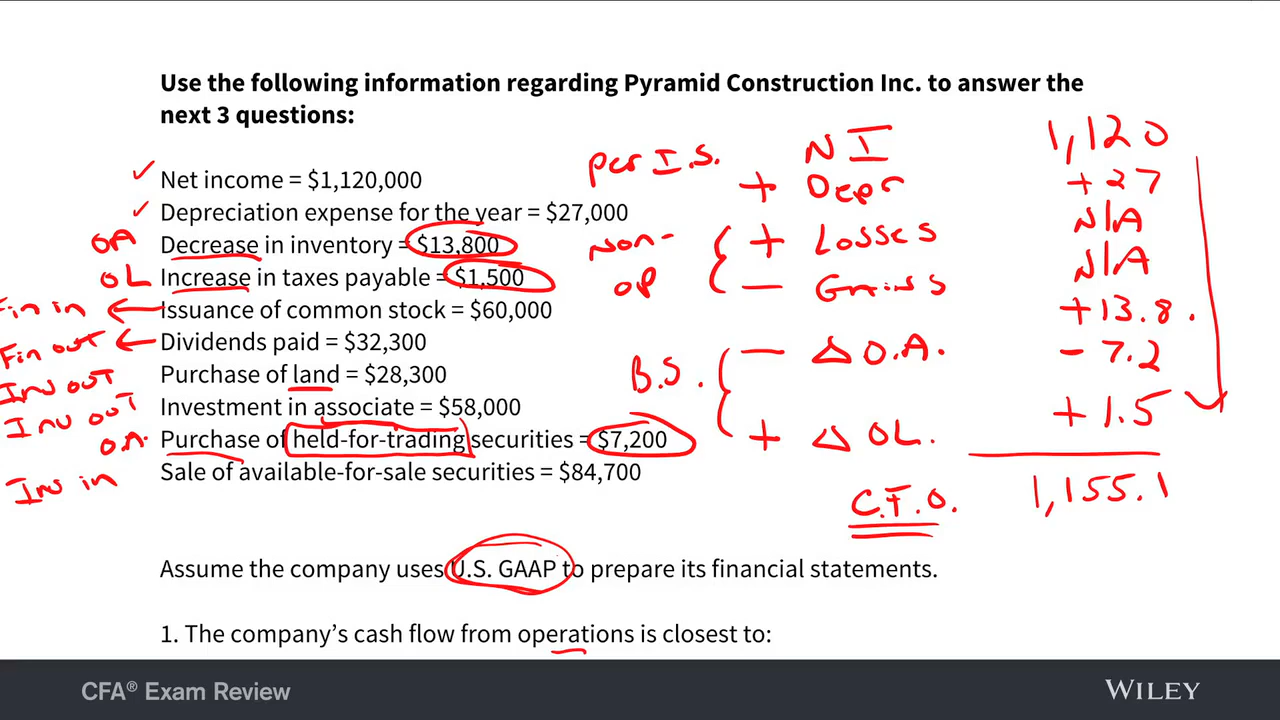 Use the following information regarding Pyramid Construction Inc. to answer the
next 3 questions:
per I.S. NI 1,120
Net income = $1,120,000
+ Depr +27
Depreciation expense for the year = $27,000
OA Decrease in inventory = $13,800
Non-op + Losses N/A
OL Increase in taxes payable = $1,500
- Gains N/A
Fin in Issuance of common stock = $60,000
+13.8
Fin out Dividends paid = $32,300
B.S. - Δ O.A. - 7.2
Inv out Purchase of land = $28,300
Inv out Investment in associate = $58,000
+ Δ OL. +1.5
OA. Purchase of held-for-trading securities = $7,200
Inv in Sale of available-for-sale securities = $84,700
C.F.O. 1,155.1
Assume the company uses U.S. GAAP to prepare its financial statements.
1. The company’s cash flow from operations is closest to:
CFA® Exam Review
WILEY